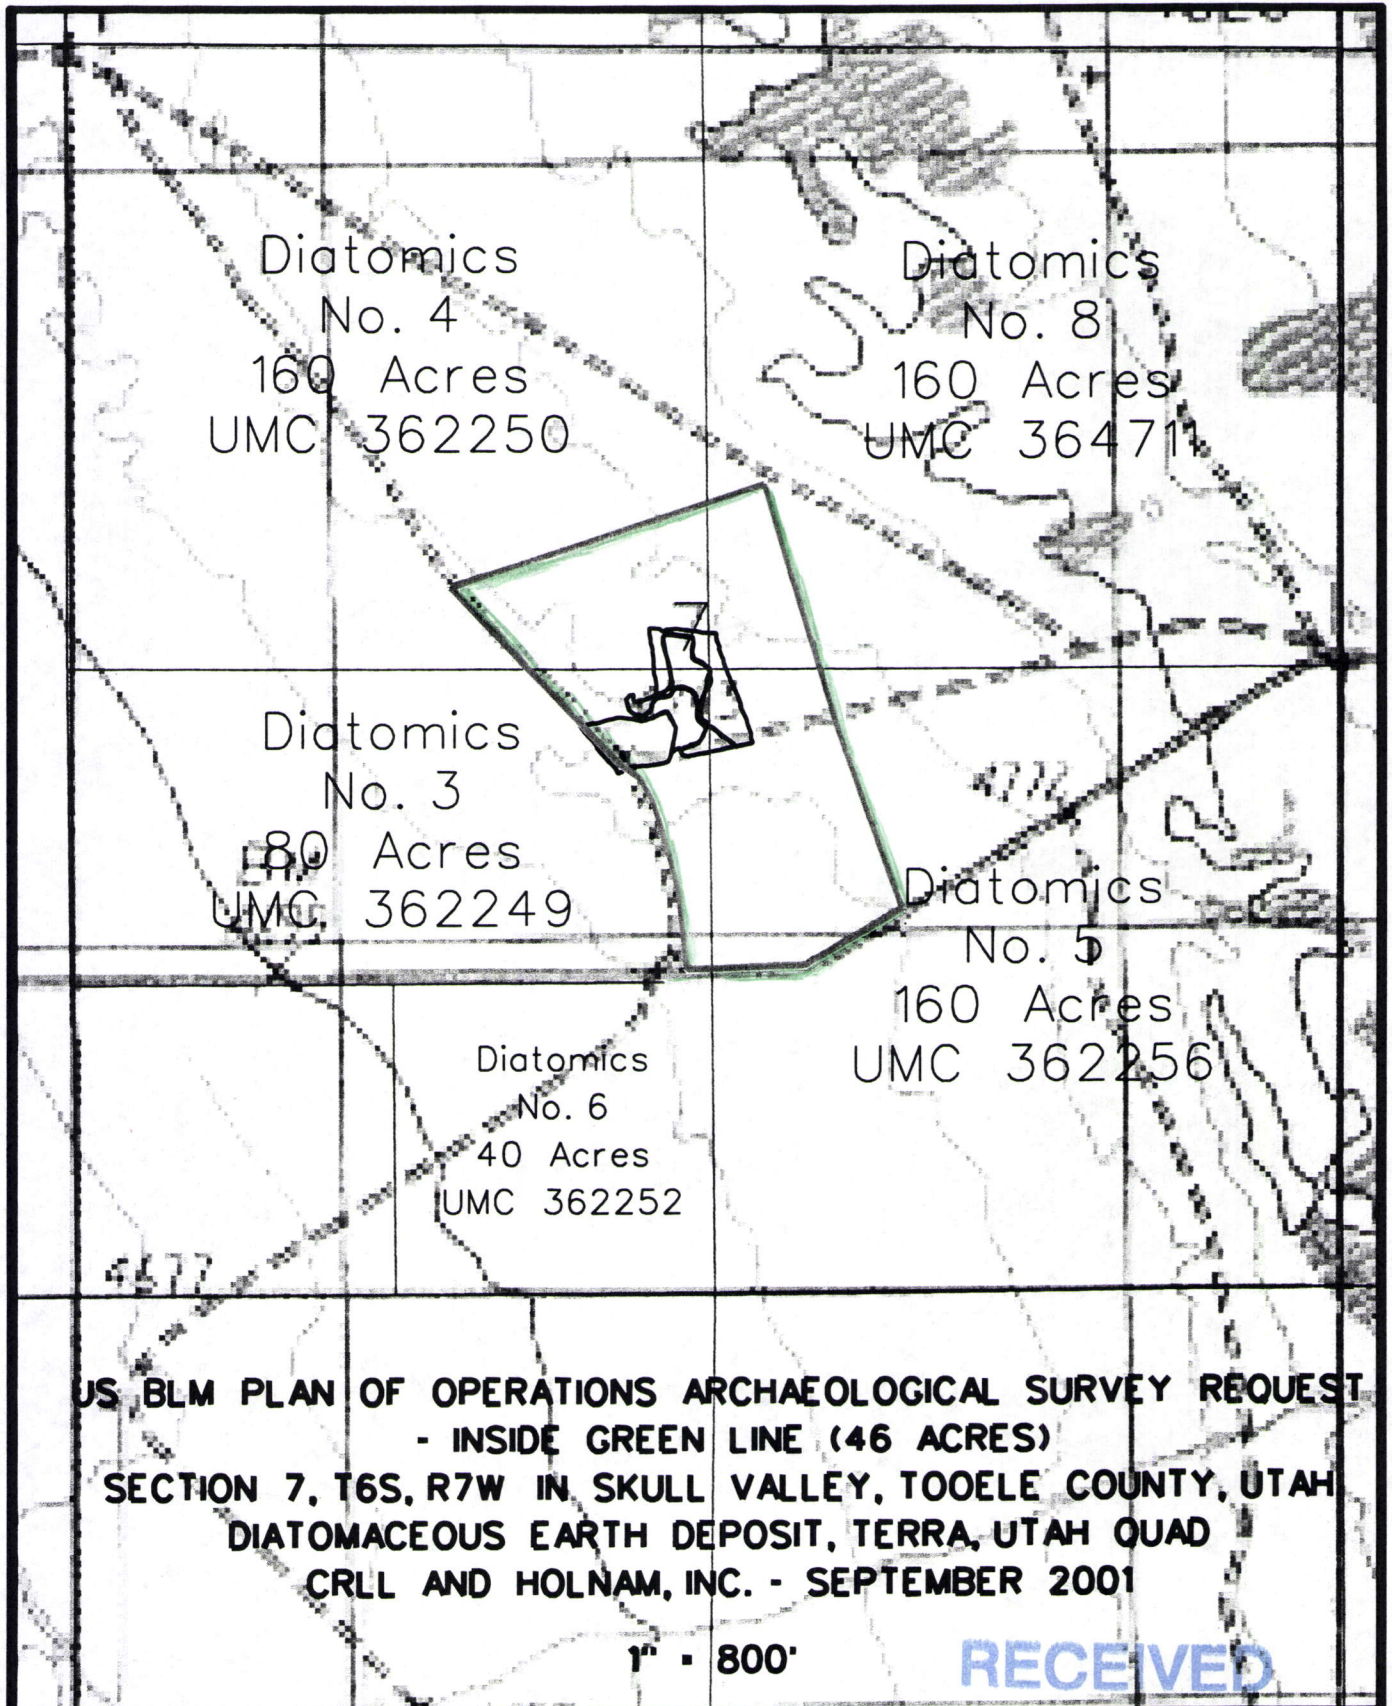 Diatomics
No. 4
160 Acres
UMC 362250
Diatomics
No. 8
160 Acres
UMC 364711
7
Diatomics
No. 3
80 Acres
UMC 362249
Diatomics
No. 5
160 Acres
UMC 362256
Diatomics
No. 6
40 Acres
UMC 362252
4677
US BLM PLAN OF OPERATIONS ARCHAEOLOGICAL SURVEY REQUEST
- INSIDE GREEN LINE (46 ACRES)
SECTION 7, T6S, R7W IN SKULL VALLEY, TOOELE COUNTY, UTAH
DIATOMACEOUS EARTH DEPOSIT, TERRA, UTAH QUAD
CRLL AND HOLNAM, INC. - SEPTEMBER 2001
1" = 800'
RECEIVED